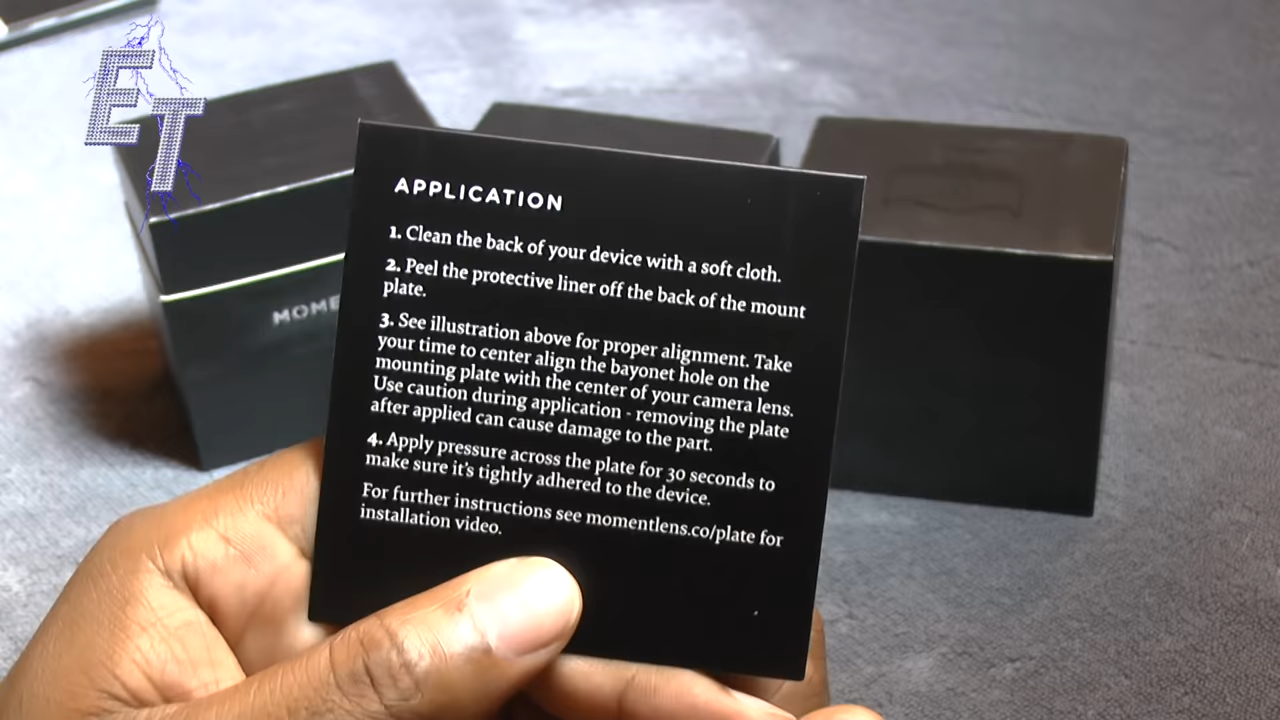 ET
MOME
APPLICATION
1. Clean the back of your device with a soft cloth.
2. Peel the protective liner off the back of the mount
plate.
3. See illustration above for proper alignment. Take
your time to center align the bayonet hole on the
mounting plate with the center of your camera lens.
Use caution during application - removing the plate
after applied can cause damage to the part.
4. Apply pressure across the plate for 30 seconds to
make sure it's tightly adhered to the device.
For further instructions see momentlens.co/plate for
installation video.